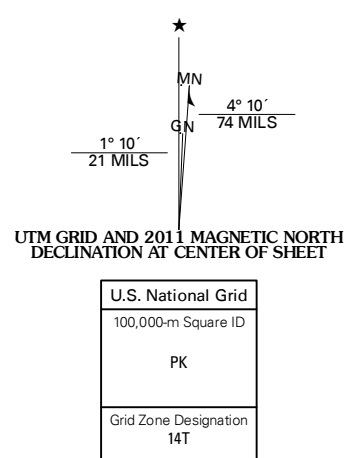 ★
MN
4° 10´
74 MILS
GN
1° 10´
21 MILS
UTM GRID AND 2011 MAGNETIC NORTH
DECLINATION AT CENTER OF SHEET
U.S. National Grid
100,000-m Square ID
PK
Grid Zone Designation
14T